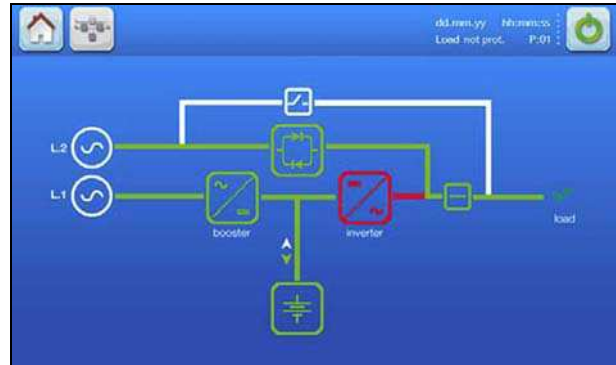 dd.mm.yy hh:mm:ss
Load not prot. P:01
L2
L1
booster
inverter
load